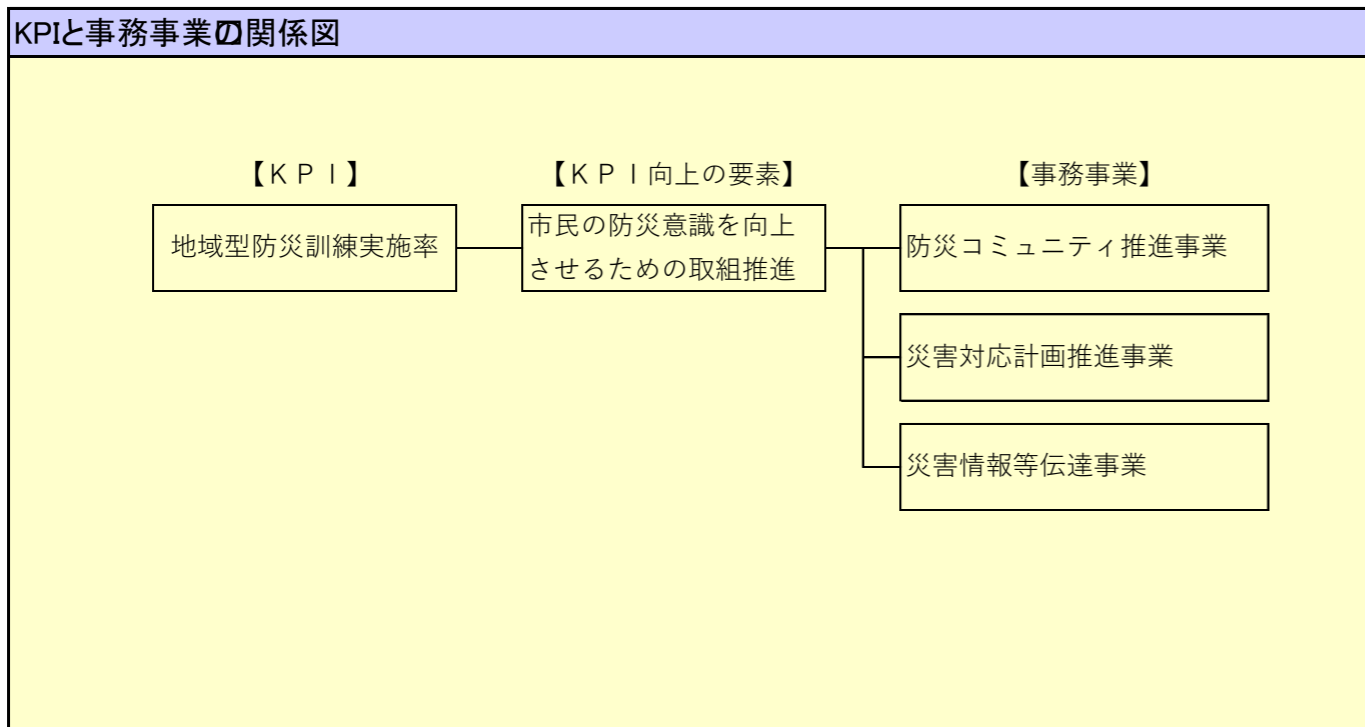 KPIと事務事業の関係図
【ＫＰＩ】
【ＫＰＩ向上の要素】
【事務事業】
地域型防災訓練実施率
市民の防災意識を向上
させるための取組推進
防災コミュニティ推進事業
災害対応計画推進事業
災害情報等伝達事業